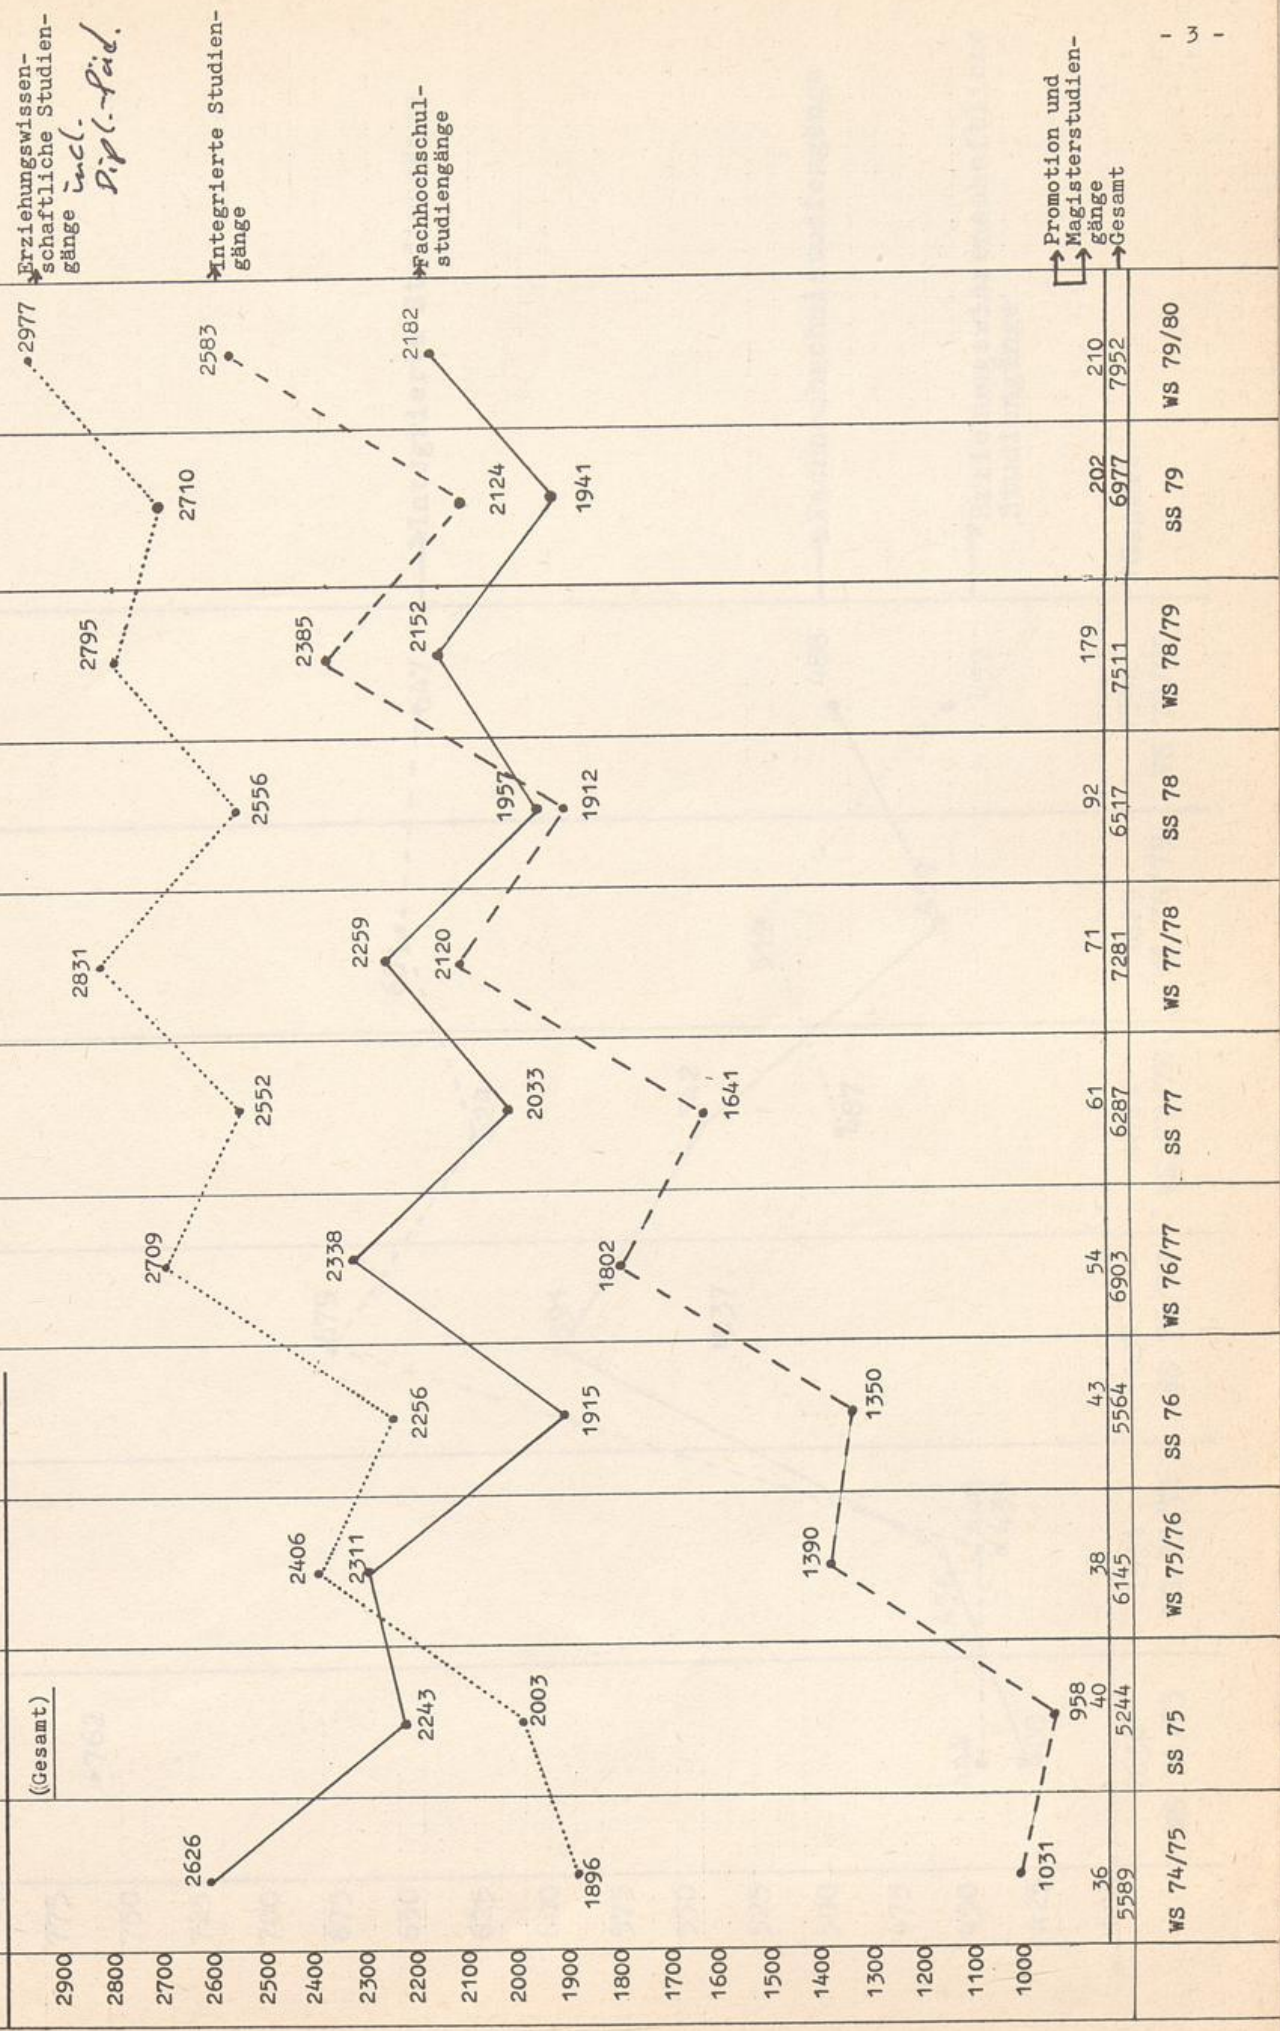 - 3 -
(Gesamt)
Erziehungswissen-
schaftliche Studien-
gänge incl.
Dipl.-Päd.
Integrierte Studien-
gänge
Fachhochschul-
studiengänge
Promotion und
Magisterstudien-
gänge
Gesamt
2900
2800
2700
2600
2500
2400
2300
2200
2100
2000
1900
1800
1700
1600
1500
1400
1300
1200
1100
1000
1896 2003 2406 2256 2709 2552 2831 2556 2795 2710 2977
2626 2243 2311 1915 2338 2033 2259 1957 2152 1941 2182
1031 958 1390 1350 1802 1641 2120 1912 2385 2124 2583
36 40 38 43 54 61 71 92 179 202 210
5589 5244 6145 5564 6903 6287 7281 6517 7511 6977 7952
WS 74/75 SS 75 WS 75/76 SS 76 WS 76/77 SS 77 WS 77/78 SS 78 WS 78/79 SS 79 WS 79/80